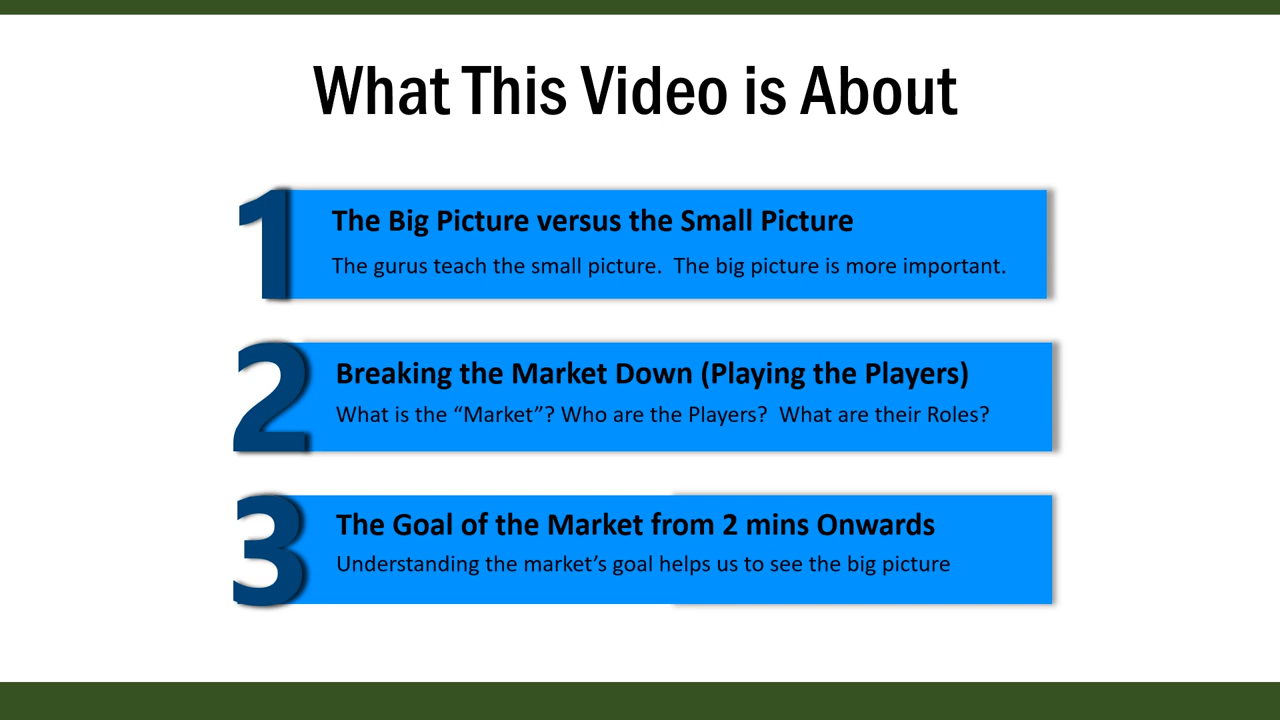 What This Video is About
1
The Big Picture versus the Small Picture
The gurus teach the small picture.  The big picture is more important.
2
Breaking the Market Down (Playing the Players)
What is the “Market”? Who are the Players?  What are their Roles?
3
The Goal of the Market from 2 mins Onwards
Understanding the market’s goal helps us to see the big picture